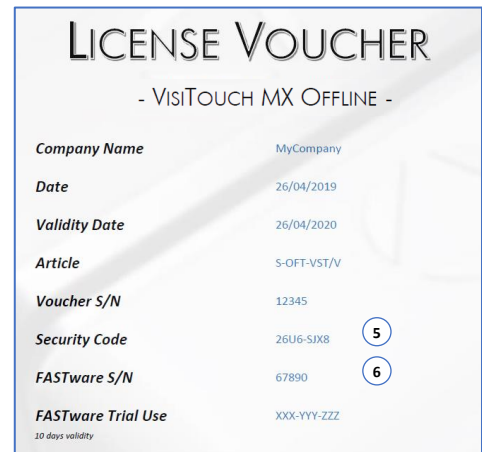 LICENSE VOUCHER
- VISITOUCH MX OFFLINE -
Company Name MyCompany
Date 26/04/2019
Validity Date 26/04/2020
Article S-OFT-VST/V
Voucher S/N 12345
Security Code 26U6-SJX8 5
FASTware S/N 67890 6
FASTware Trial Use XXX-YYY-ZZZ
10 days validity